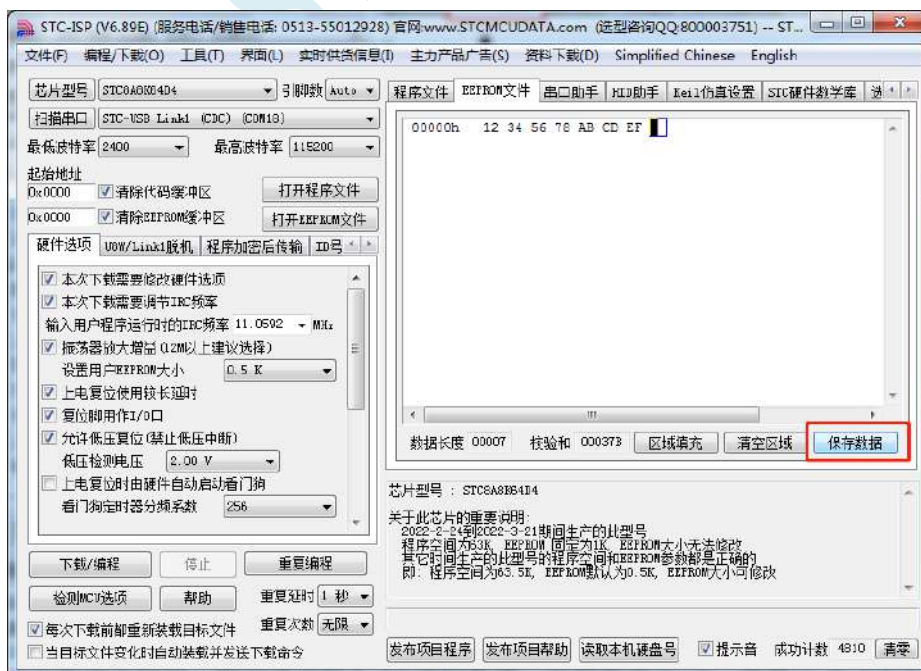 STC-ISP (V6.89E) (服务电话/销售电话: 0513-55012928) 官网:www.STCMCUDATA.com (选型咨询QQ:800003751) -- ST...
文件(F) 编程/下载(O) 工具(T) 界面(L) 实时供货信息(I) 主力产品广告(S) 资料下载(D) Simplified Chinese English
芯片型号 STC8A8K64D4 引脚数 Auto
扫描串口 STC-USB Link1 (CDC) (COM18)
最低波特率 2400 最高波特率 115200
起始地址
0x0000 清除代码缓冲区 打开程序文件
0x0000 清除EEPROM缓冲区 打开EEPROM文件
硬件选项 U8W/Link1脱机 程序加密后传输 ID号
本次下载需要修改硬件选项
本次下载需要调节IRC频率
输入用户程序运行时的IRC频率 11.0592 MHz
振荡器放大增益(12M以上建议选择)
设置用户EEPROM大小 0.5 K
上电复位使用较长延时
复位脚用作I/O口
允许低压复位(禁止低压中断)
低压检测电压 2.00 V
上电复位时由硬件自动启动看门狗
看门狗定时器分频系数 256
下载/编程 停止 重复编程
检测MCU选项 帮助 重复延时 1 秒
每次下载前都重新装载目标文件 重复次数 无限
当目标文件变化时自动装载并发送下载命令
程序文件 EEPROM文件 串口助手 HID助手 Keil仿真设置 STC硬件数学库 选
00000h 12 34 56 78 AB CD EF
数据长度 00007 校验和 000373 区域填充 清空区域 保存数据
芯片型号 : STC8A8K64D4
关于此芯片的重要说明:
2022-2-24到2022-3-21期间生产的此型号
程序空间为63K, EEPROM 固定为1K, EEPROM大小无法修改
其它时间生产的此型号的程序空间和EEPROM参数都是正确的
即: 程序空间为63.5K, EEPROM默认为0.5K, EEPROM大小可修改
发布项目程序 发布项目帮助 读取本机硬盘号 提示音 成功计数 4810 清零